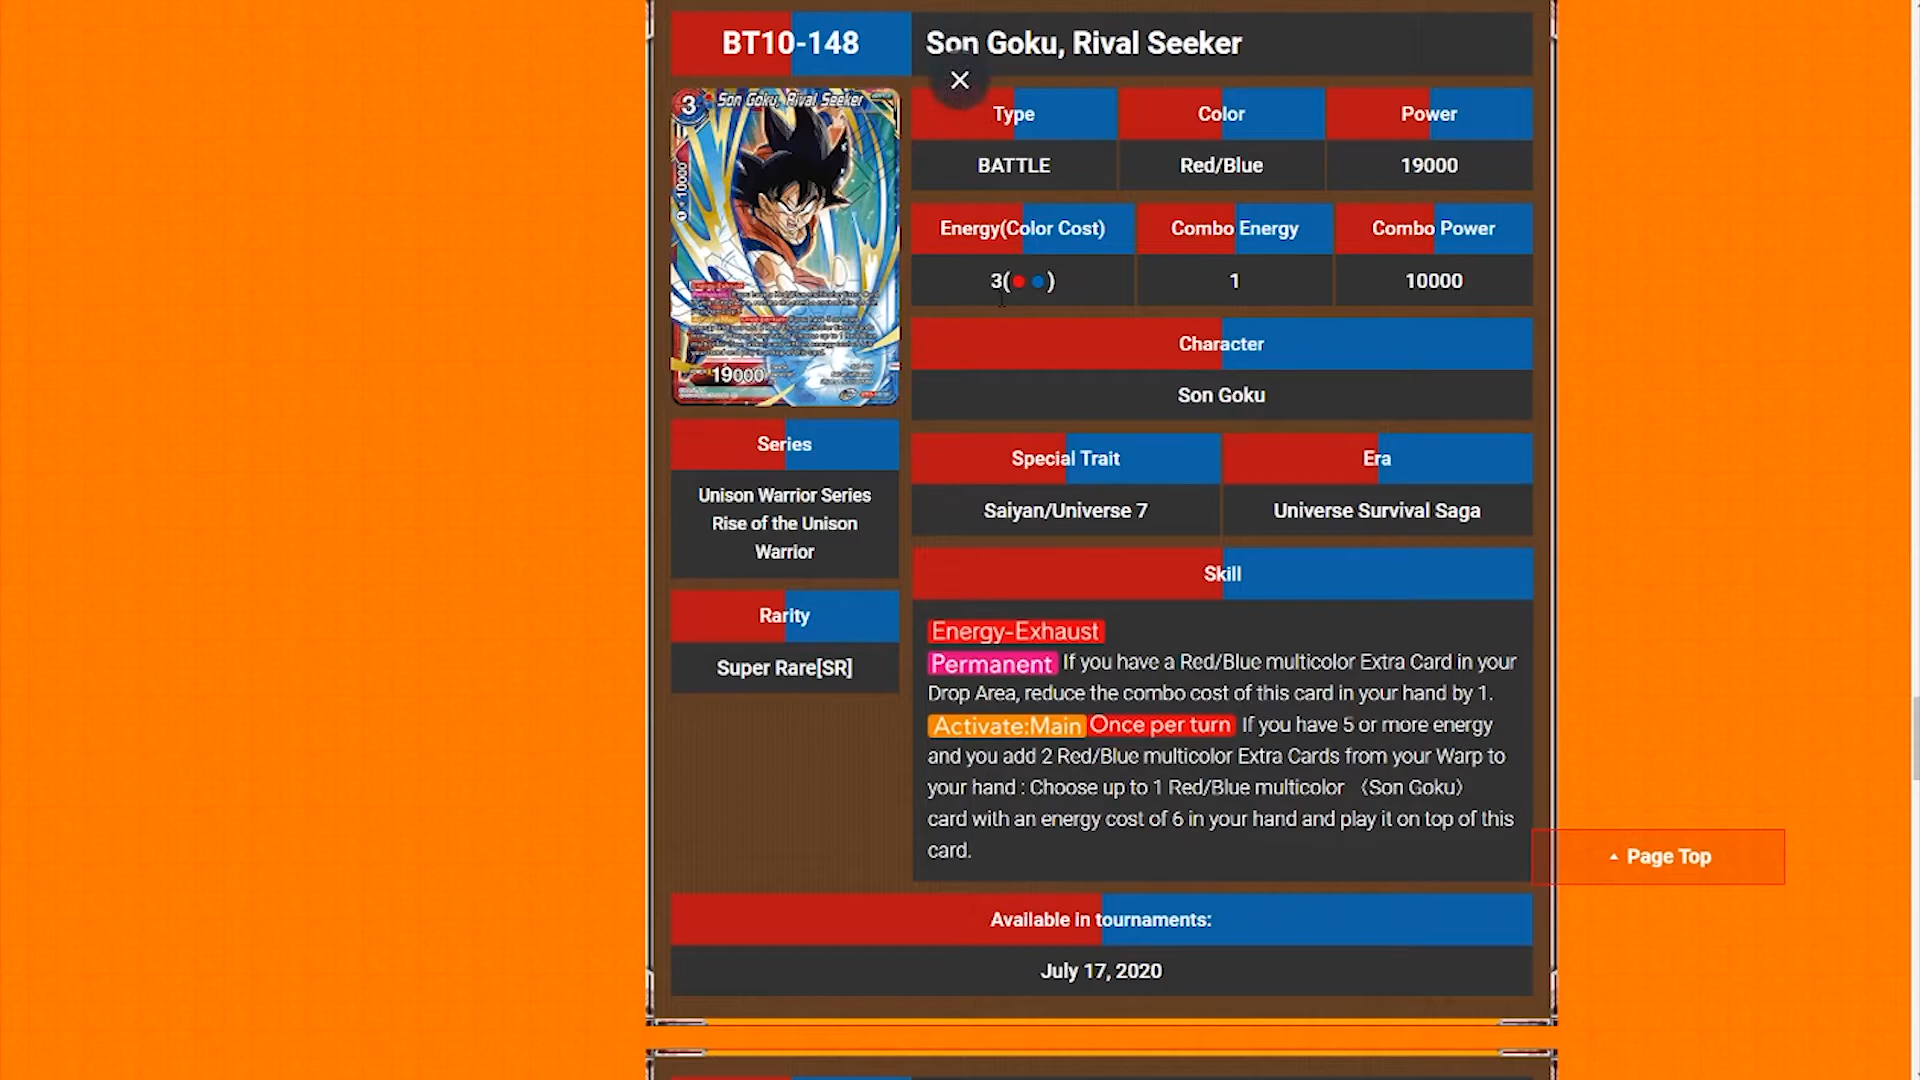 BT10-148
Son Goku, Rival Seeker
3
Son Goku, Rival Seeker
10000
19000
Type
Color
Power
BATTLE
Red/Blue
19000
Energy(Color Cost)
Combo Energy
Combo Power
3( )
1
10000
Character
Son Goku
Series
Special Trait
Era
Unison Warrior Series
Rise of the Unison
Warrior
Saiyan/Universe 7
Universe Survival Saga
Rarity
Super Rare[SR]
Skill
Energy-Exhaust
Permanent If you have a Red/Blue multicolor Extra Card in your
Drop Area, reduce the combo cost of this card in your hand by 1.
Activate:Main Once per turn If you have 5 or more energy
and you add 2 Red/Blue multicolor Extra Cards from your Warp to
your hand : Choose up to 1 Red/Blue multicolor 〈Son Goku〉
card with an energy cost of 6 in your hand and play it on top of this
card.
Page Top
Available in tournaments:
July 17, 2020